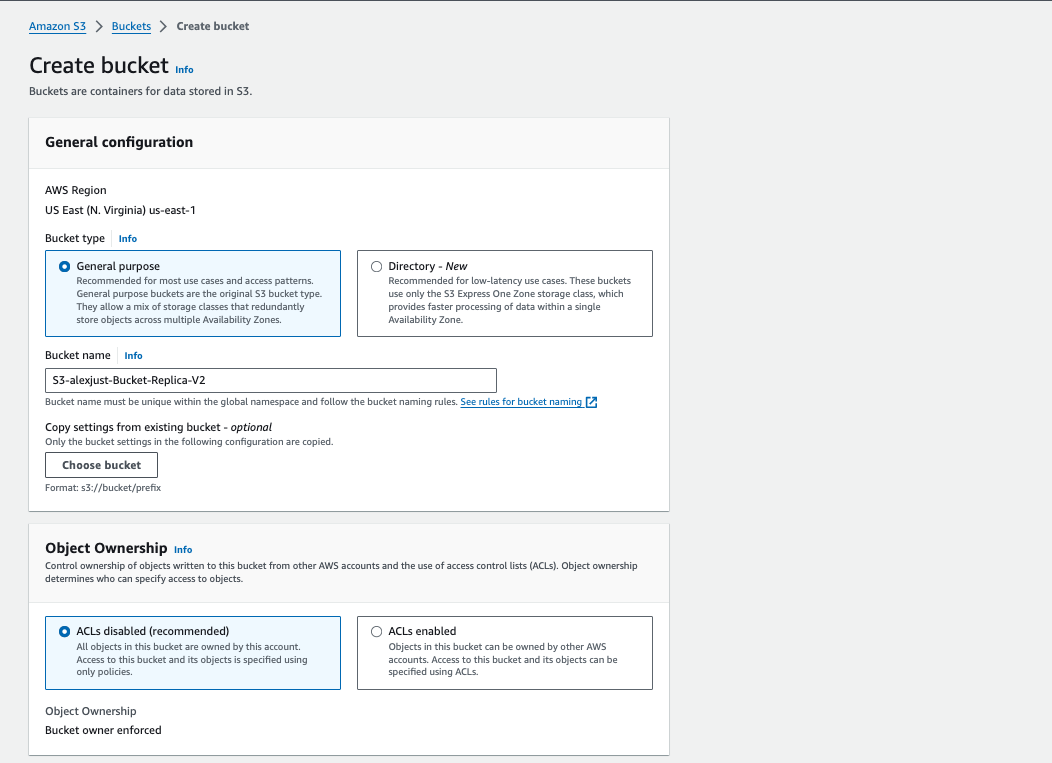 Amazon S3 > Buckets > Create bucket
Create bucket Info
Buckets are containers for data stored in S3.
General configuration
AWS Region
US East (N. Virginia) us-east-1
Bucket type Info
General purpose
Recommended for most use cases and access patterns.
General purpose buckets are the original S3 bucket type.
They allow a mix of storage classes that redundantly
store objects across multiple Availability Zones.
Directory - New
Recommended for low-latency use cases. These buckets
use only the S3 Express One Zone storage class, which
provides faster processing of data within a single
Availability Zone.
Bucket name Info
S3-alexjust-Bucket-Replica-V2
Bucket name must be unique within the global namespace and follow the bucket naming rules. See rules for bucket naming
Copy settings from existing bucket - optional
Only the bucket settings in the following configuration are copied.
Choose bucket
Format: s3://bucket/prefix
Object Ownership Info
Control ownership of objects written to this bucket from other AWS accounts and the use of access control lists (ACLs). Object ownership
determines who can specify access to objects.
ACLs disabled (recommended)
All objects in this bucket are owned by this account.
Access to this bucket and its objects is specified using
only policies.
ACLs enabled
Objects in this bucket can be owned by other AWS
accounts. Access to this bucket and its objects can be
specified using ACLs.
Object Ownership
Bucket owner enforced